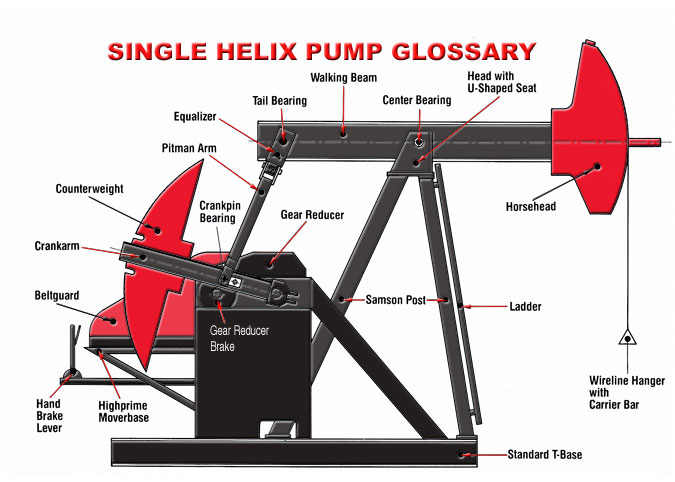 SINGLE HELIX PUMP GLOSSARY
Walking Beam
Head with
U-Shaped Seat
Tail Bearing
Center Bearing
Equalizer
Pitman Arm
Counterweight
Crankpin
Bearing
Gear Reducer
Horsehead
Crankarm
Beltguard
Samson Post
Ladder
Gear Reducer
Brake
Wireline Hanger
with
Carrier Bar
Hand
Brake
Lever
Highprime
Moverbase
Standard T-Base